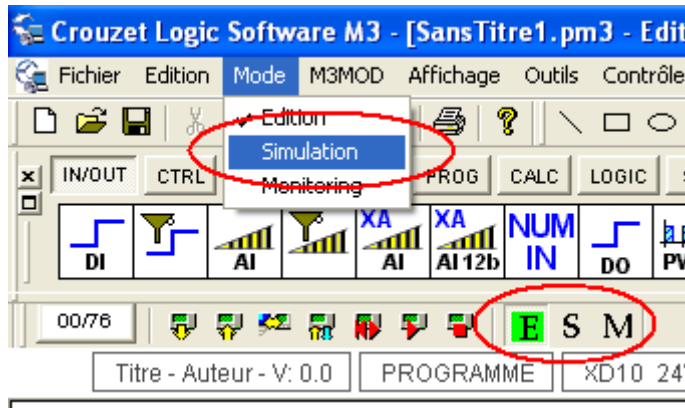 Crouzet Logic Software M3 - [SansTitre1.pm3 - Edit
Fichier Edition Mode M3MOD Affichage Outils Contrôle
Edition
Simulation
Monitoring
IN/OUT CTRL PROG CALC LOGIC
DI AI XA AI XA AI 12b NUM IN DO PW
00/76 E S M
Titre - Auteur - V: 0.0 PROGRAMME XD10 24